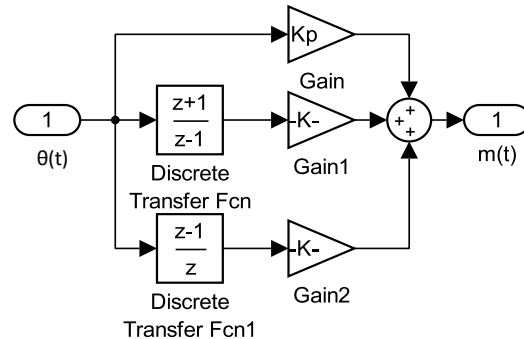 Kp
Gain
1
θ(t)
z+1
z-1
Discrete
Transfer Fcn
-K-
Gain1
+
+
+
1
m(t)
z-1
z
Discrete
Transfer Fcn1
-K-
Gain2